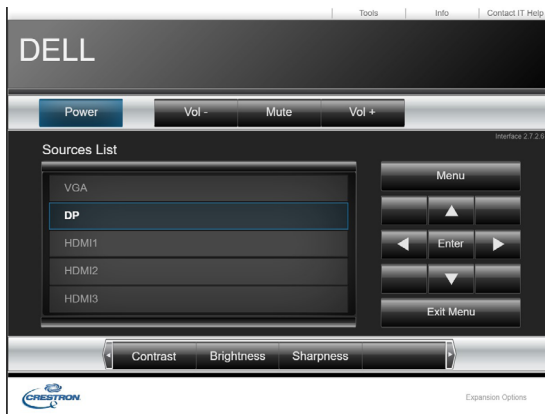 Tools Info Contact IT Help
DELL
Power Vol - Mute Vol +
Interface 2.7.2.6
Sources List
VGA
DP
HDMI1
HDMI2
HDMI3
Menu
Enter
Exit Menu
Contrast Brightness Sharpness
CRESTRON
Expansion Options